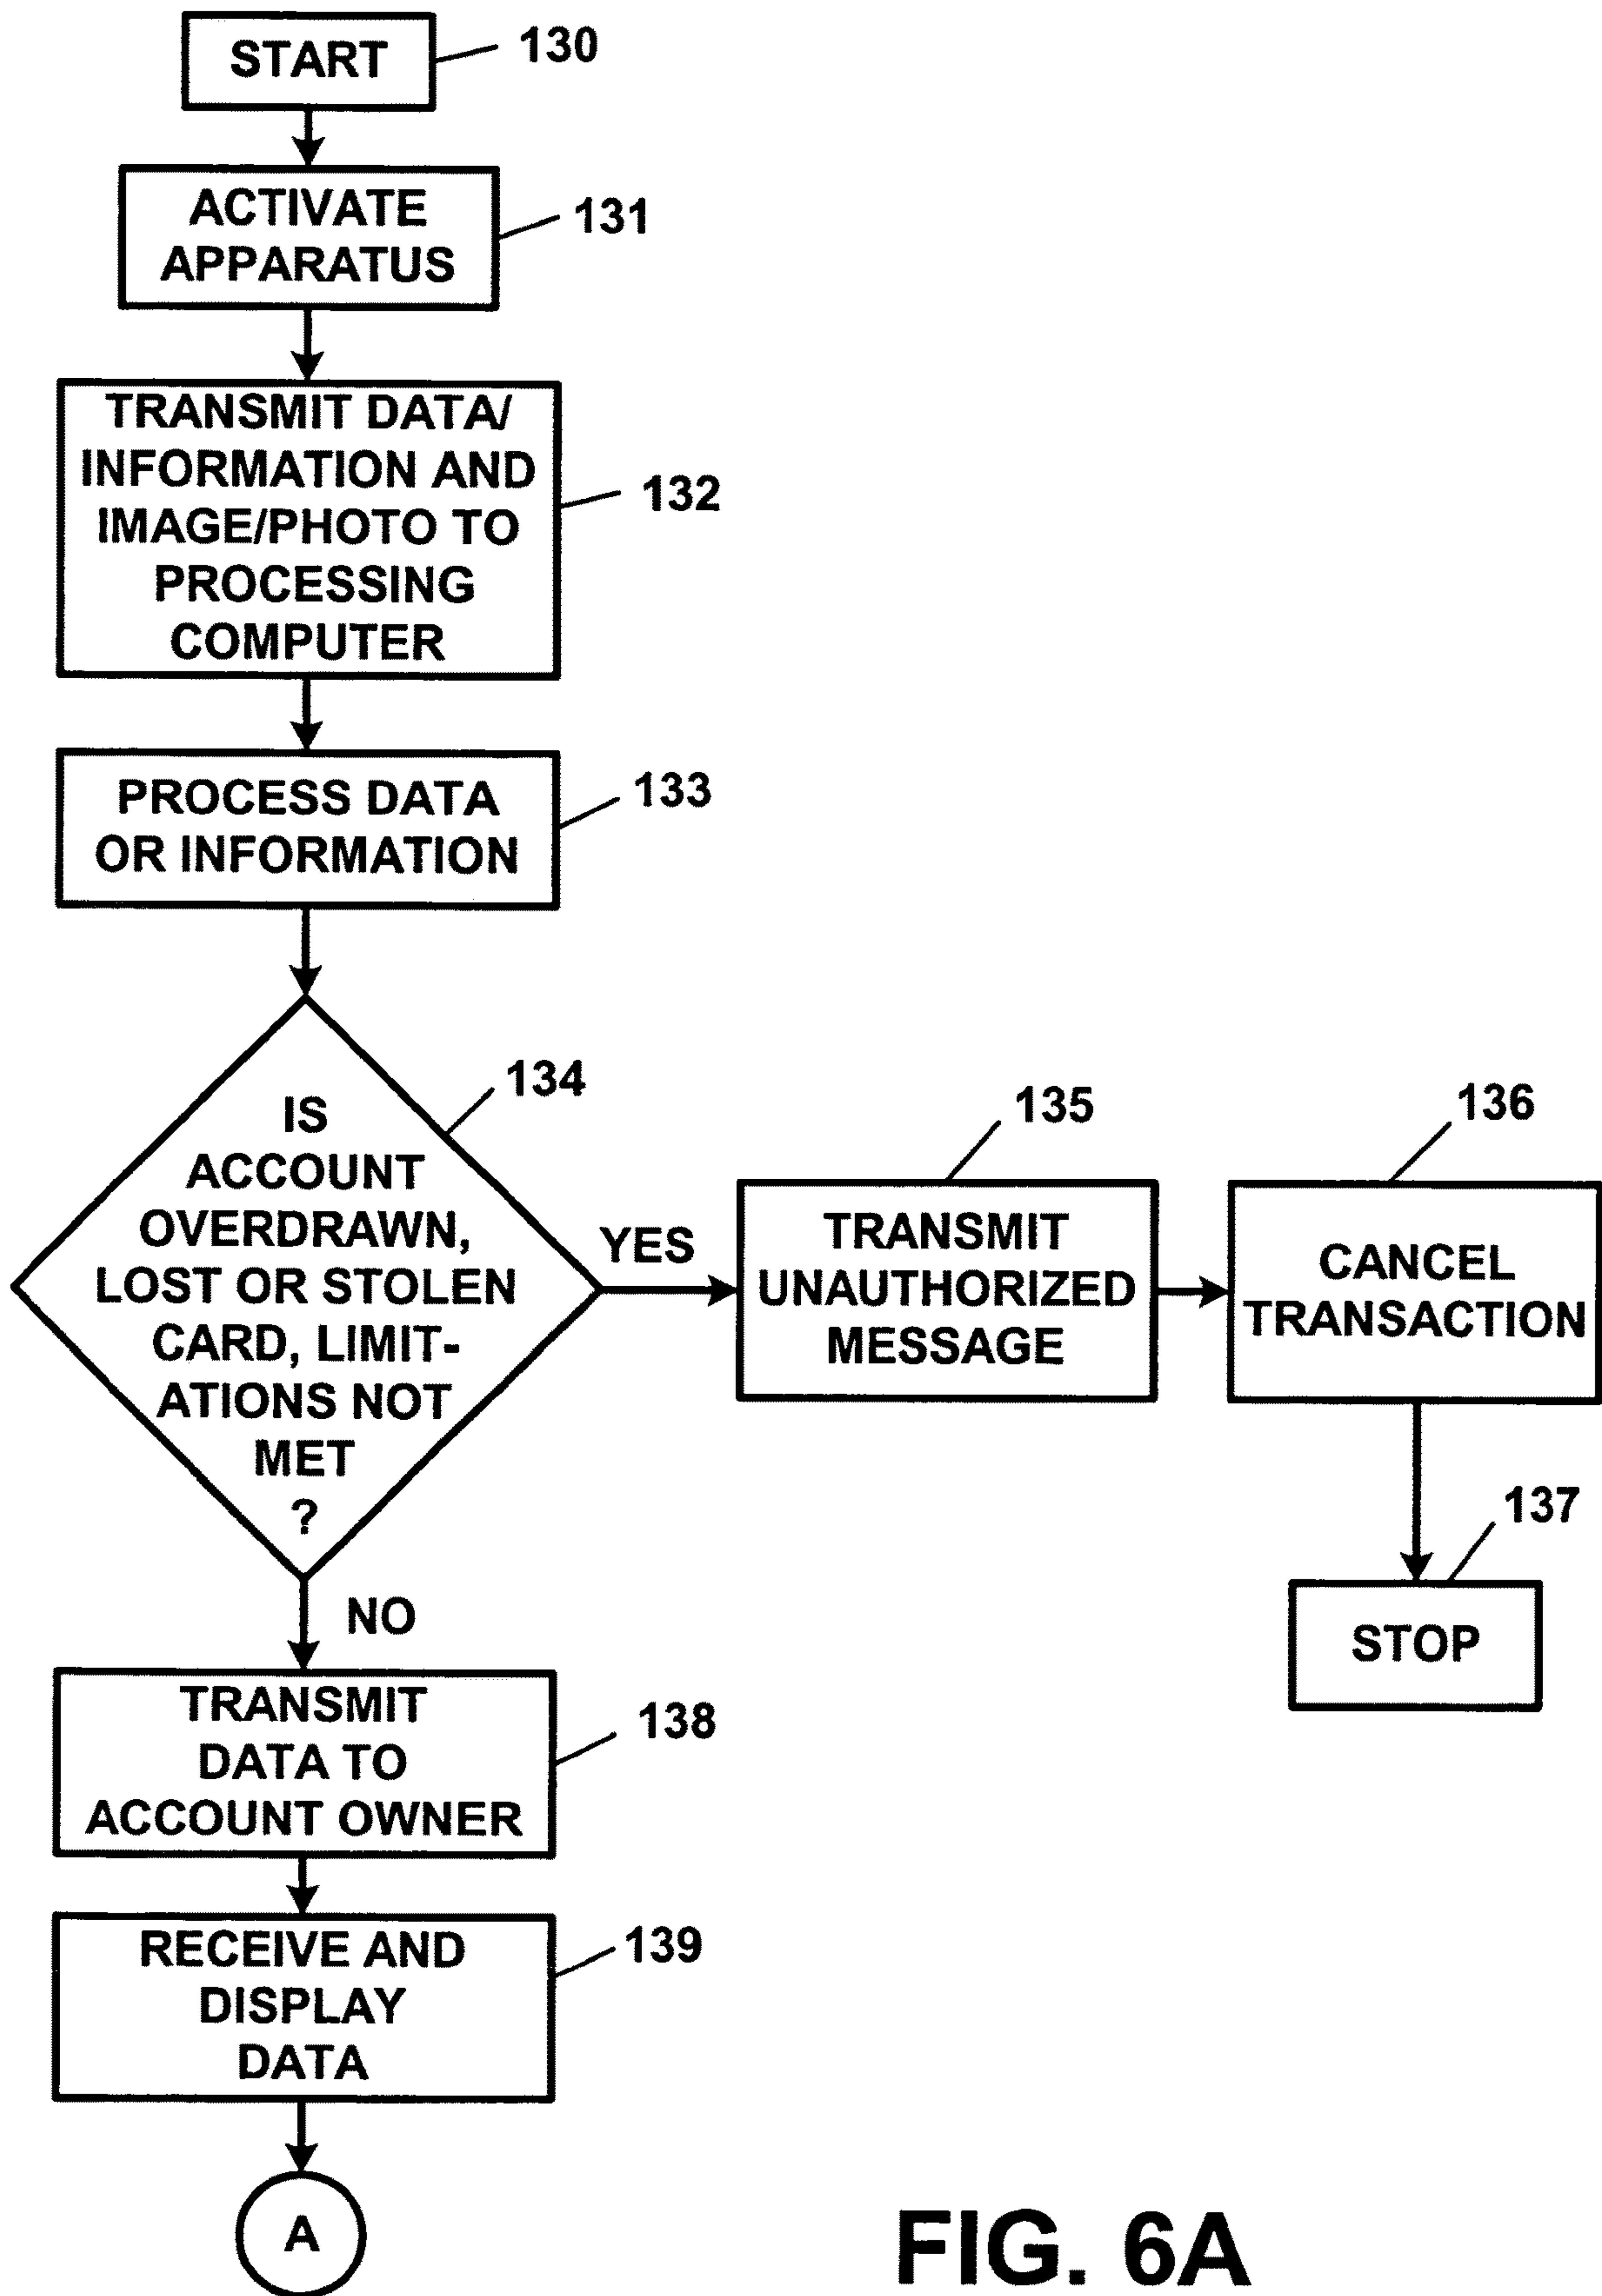 START
130
ACTIVATE
APPARATUS
131
TRANSMIT DATA/
INFORMATION AND
IMAGE/PHOTO TO
PROCESSING
COMPUTER
132
PROCESS DATA
OR INFORMATION
133
IS
ACCOUNT
OVERDRAWN,
LOST OR STOLEN
CARD, LIMIT-
ATIONS NOT
MET
?
134
YES
TRANSMIT
UNAUTHORIZED
MESSAGE
135
CANCEL
TRANSACTION
136
STOP
137
NO
TRANSMIT
DATA TO
ACCOUNT OWNER
138
RECEIVE AND
DISPLAY
DATA
139
A
FIG. 6A